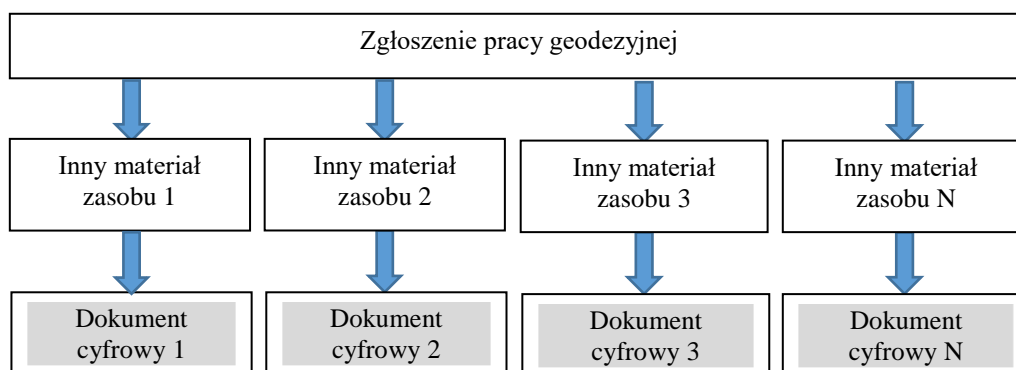 Zgłoszenie pracy geodezyjnej
Inny materiał
zasobu 1
Inny materiał
zasobu 2
Inny materiał
zasobu 3
Inny materiał
zasobu N
Dokument
cyfrowy 1
Dokument
cyfrowy 2
Dokument
cyfrowy 3
Dokument
cyfrowy N